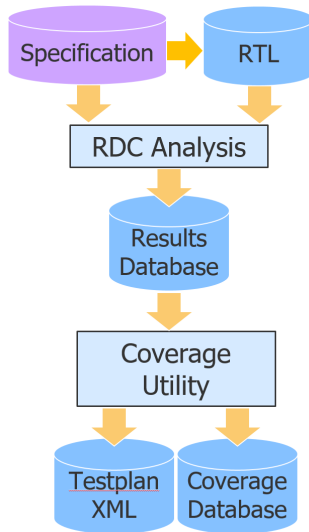 Specification
RTL
RDC Analysis
Results
Database
Coverage
Utility
Testplan
XML
Coverage
Database